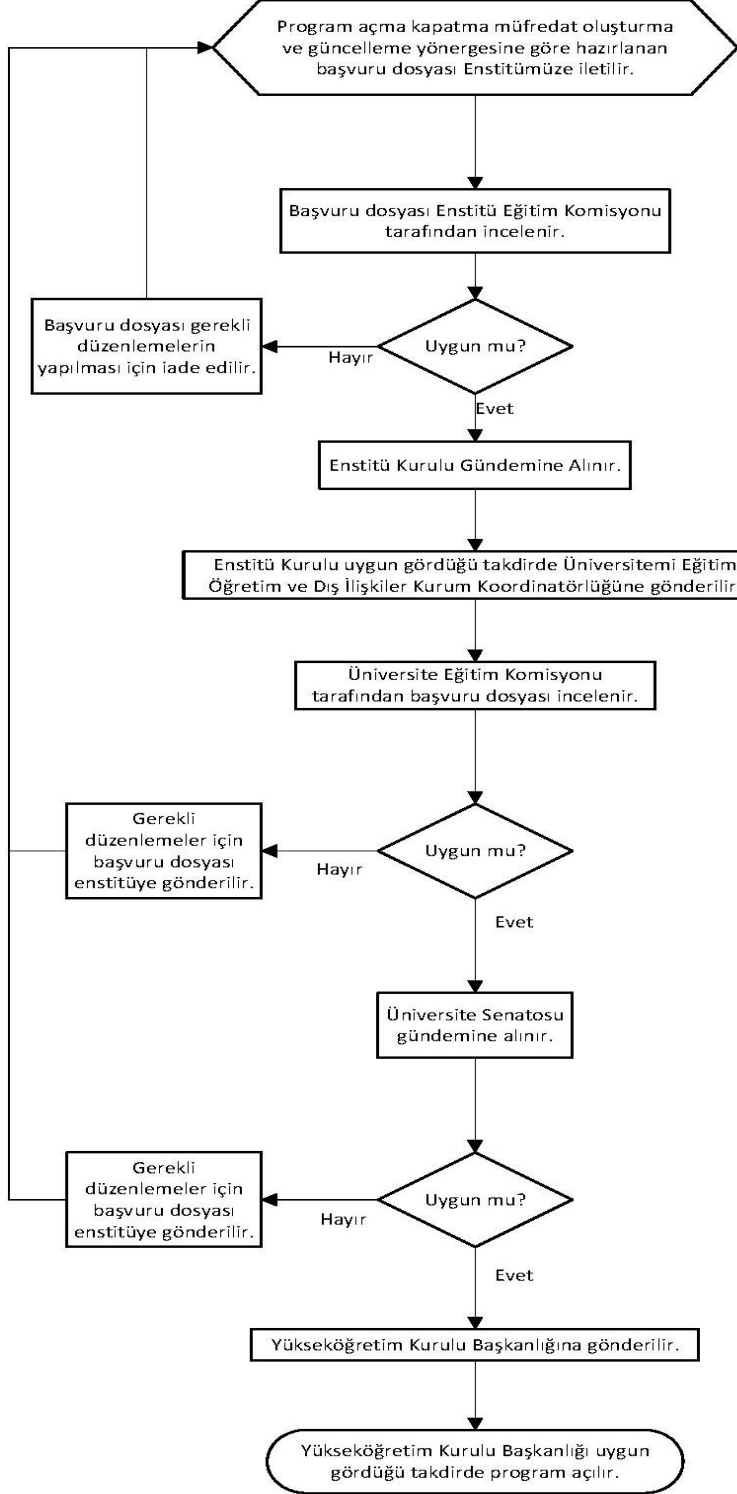 Program açma kapatma müfredat oluşturma
ve güncelleme yönergesine göre hazırlanan
başvuru dosyası Enstitümüze iletilir.
Başvuru dosyası Enstitü Eğitim Komisyonu
tarafından incelenir.
Uygun mu?
Hayır
Başvuru dosyası gerekli
düzenlemelerin
yapılması için iade edilir.
Evet
Enstitü Kurulu Gündemine Alınır.
Enstitü Kurulu uygun gördüğü takdirde Üniversitemi Eğitim
Öğretim ve Dış İlişkiler Kurum Koordinatörlüğüne gönderilir
Üniversite Eğitim Komisyonu
tarafından başvuru dosyası incelenir.
Uygun mu?
Hayır
Gerekli
düzenlemeler için
başvuru dosyası
enstitüye gönderilir.
Evet
Üniversite Senatosu
gündemine alınır.
Uygun mu?
Hayır
Gerekli
düzenlemeler için
başvuru dosyası
enstitüye gönderilir.
Evet
Yükseköğretim Kurulu Başkanlığına gönderilir.
Yükseköğretim Kurulu Başkanlığı uygun
gördüğü takdirde program açılır.